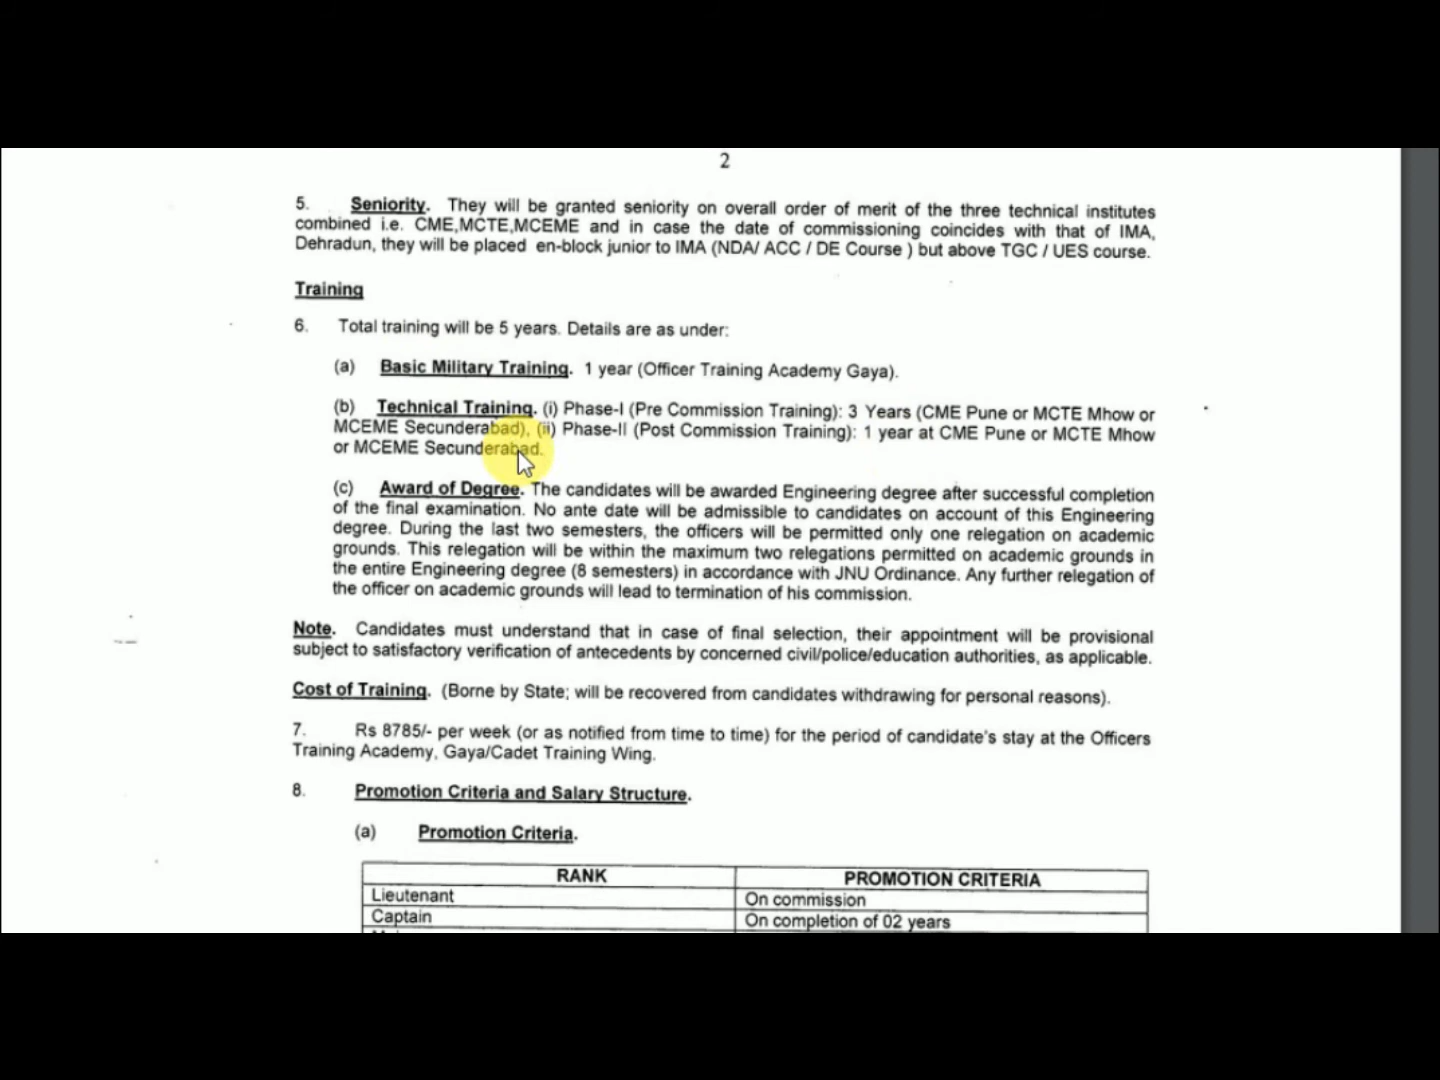 2
5. Seniority. They will be granted seniority on overall order of merit of the three technical institutes
combined i.e. CME,MCTE,MCEME and in case the date of commissioning coincides with that of IMA,
Dehradun, they will be placed en-block junior to IMA (NDA/ ACC / DE Course ) but above TGC / UES course.
Training
6. Total training will be 5 years. Details are as under:
(a) Basic Military Training. 1 year (Officer Training Academy Gaya).
(b) Technical Training. (i) Phase-I (Pre Commission Training): 3 Years (CME Pune or MCTE Mhow or
MCEME Secunderabad), (ii) Phase-II (Post Commission Training): 1 year at CME Pune or MCTE Mhow
or MCEME Secunderabad.
(c) Award of Degree. The candidates will be awarded Engineering degree after successful completion
of the final examination. No ante date will be admissible to candidates on account of this Engineering
degree. During the last two semesters, the officers will be permitted only one relegation on academic
grounds. This relegation will be within the maximum two relegations permitted on academic grounds in
the entire Engineering degree (8 semesters) in accordance with JNU Ordinance. Any further relegation of
the officer on academic grounds will lead to termination of his commission.
Note. Candidates must understand that in case of final selection, their appointment will be provisional
subject to satisfactory verification of antecedents by concerned civil/police/education authorities, as applicable.
Cost of Training. (Borne by State; will be recovered from candidates withdrawing for personal reasons).
7. Rs 8785/- per week (or as notified from time to time) for the period of candidate's stay at the Officers
Training Academy, Gaya/Cadet Training Wing.
8. Promotion Criteria and Salary Structure.
(a) Promotion Criteria.
RANK PROMOTION CRITERIA
Lieutenant On commission
Captain On completion of 02 years